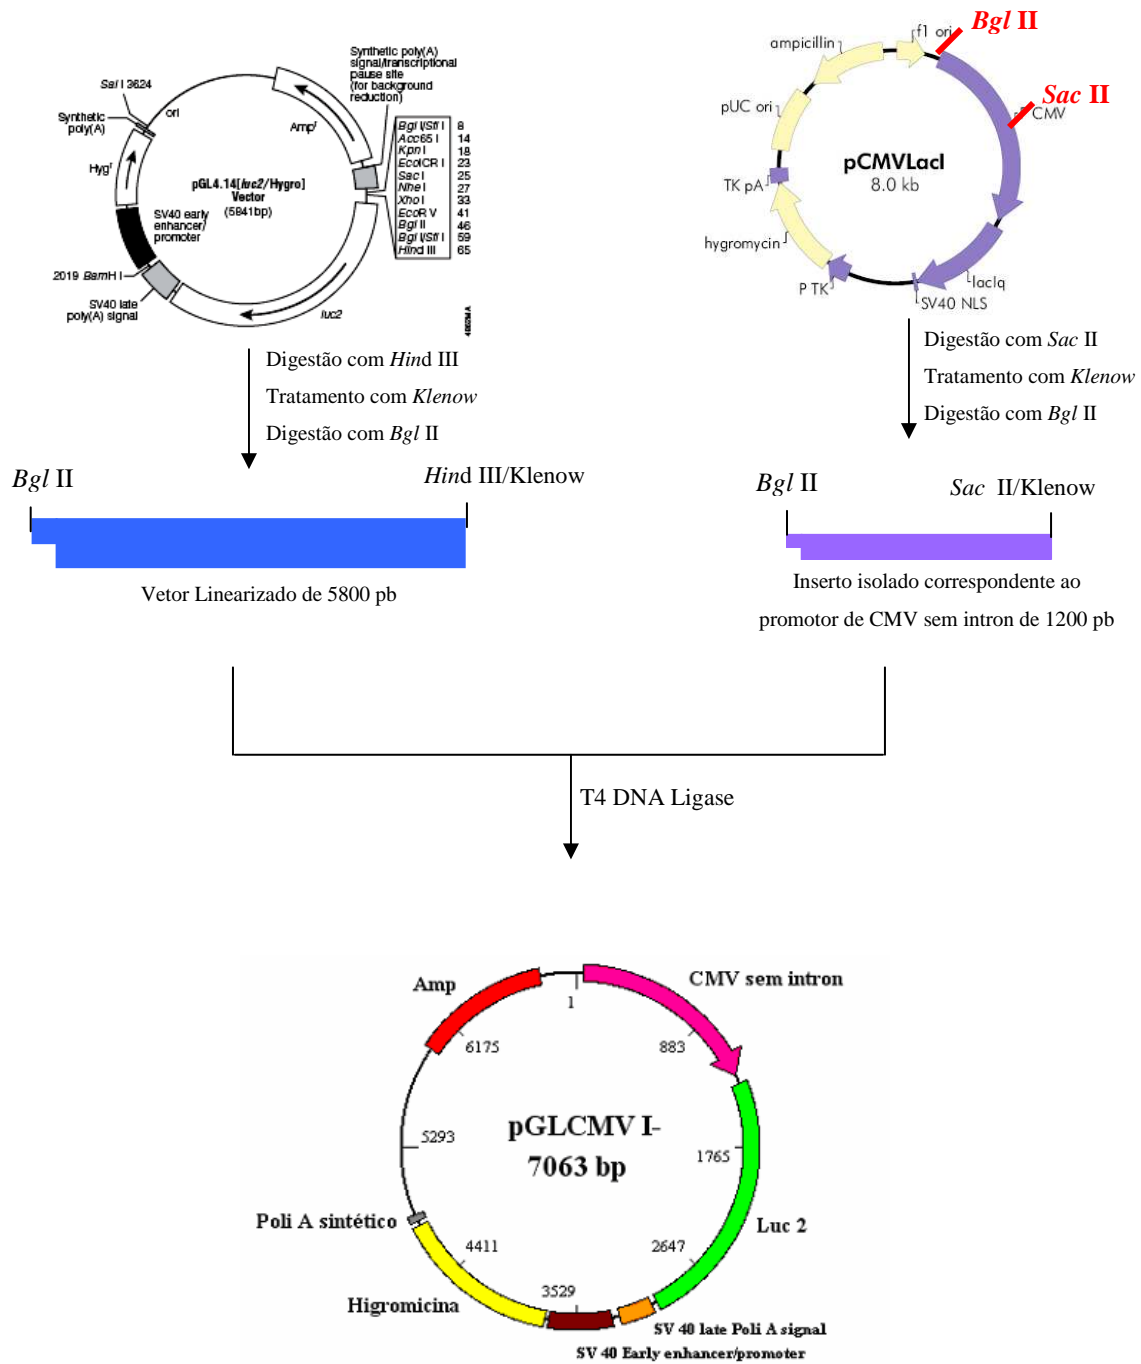 Synthetic poly(A)
signal/transcriptional
pause site
(for background
reduction)
Sal I 3624
Synthetic
poly(A)
ori
Ampr
Hygr
pGL4.14[luc2/Hygro]
Vector
(5841bp)
SV40 early
enhancer/
promoter
2019 BamH I
SV40 late
poly(A) signal
luc2
Bgl I/Sfi I 8
Acc65 I 14
Kpn I 18
EcoICR I 23
Sac I 25
Nhe I 27
Xho I 33
EcoR V 41
Bgl II 46
Bgl I/Sfi I 59
Hind III 65
Bgl II
Sac II
f1 ori
ampicillin
pUC ori
CMV
pCMVLacI
8.0 kb
TK pA
hygromycin
P TK
lacIq
SV40 NLS
Digestão com Hind III
Tratamento com Klenow
Digestão com Bgl II
Digestão com Sac II
Tratamento com Klenow
Digestão com Bgl II
Bgl II
Hind III/Klenow
Vetor Linearizado de 5800 pb
Bgl II
Sac II/Klenow
Inserto isolado correspondente ao
promotor de CMV sem intron de 1200 pb
T4 DNA Ligase
Amp
CMV sem intron
1
883
6175
5293
pGLCMV I-
7063 bp
1765
Poli A sintético
Luc 2
4411
2647
3529
Higromicina
SV 40 late Poli A signal
SV 40 Early enhancer/promoter